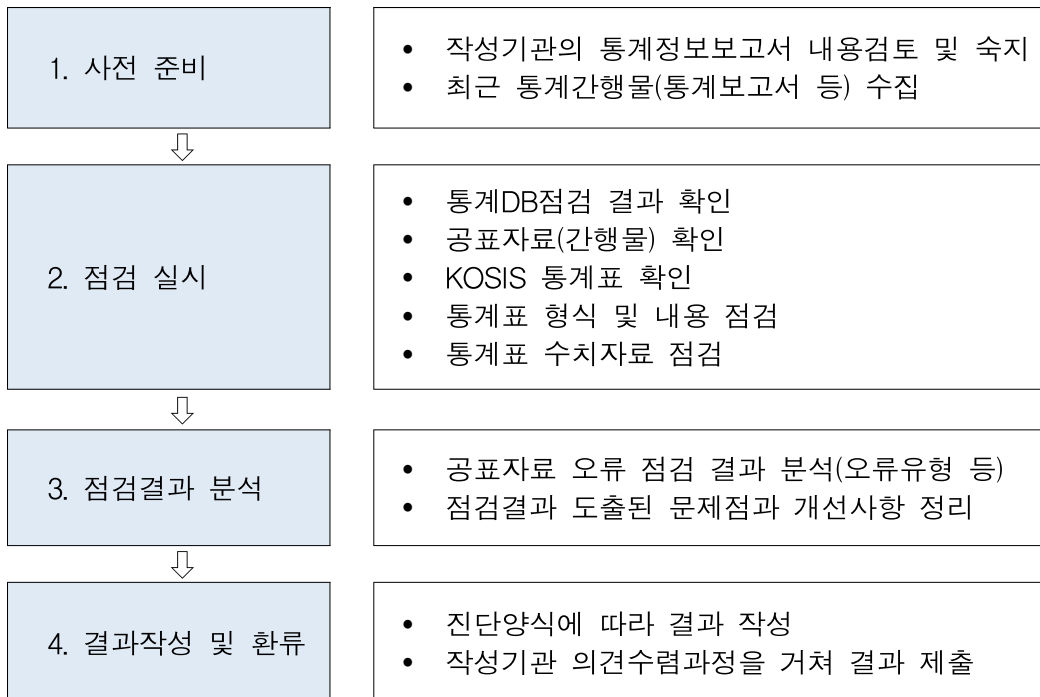 1. 사전 준비
• 작성기관의 통계정보보고서 내용검토 및 숙지
• 최근 통계간행물(통계보고서 등) 수집
2. 점검 실시
• 통계DB점검 결과 확인
• 공표자료(간행물) 확인
• KOSIS 통계표 확인
• 통계표 형식 및 내용 점검
• 통계표 수치자료 점검
3. 점검결과 분석
• 공표자료 오류 점검 결과 분석(오류유형 등)
• 점검결과 도출된 문제점과 개선사항 정리
4. 결과작성 및 환류
• 진단양식에 따라 결과 작성
• 작성기관 의견수렴과정을 거쳐 결과 제출